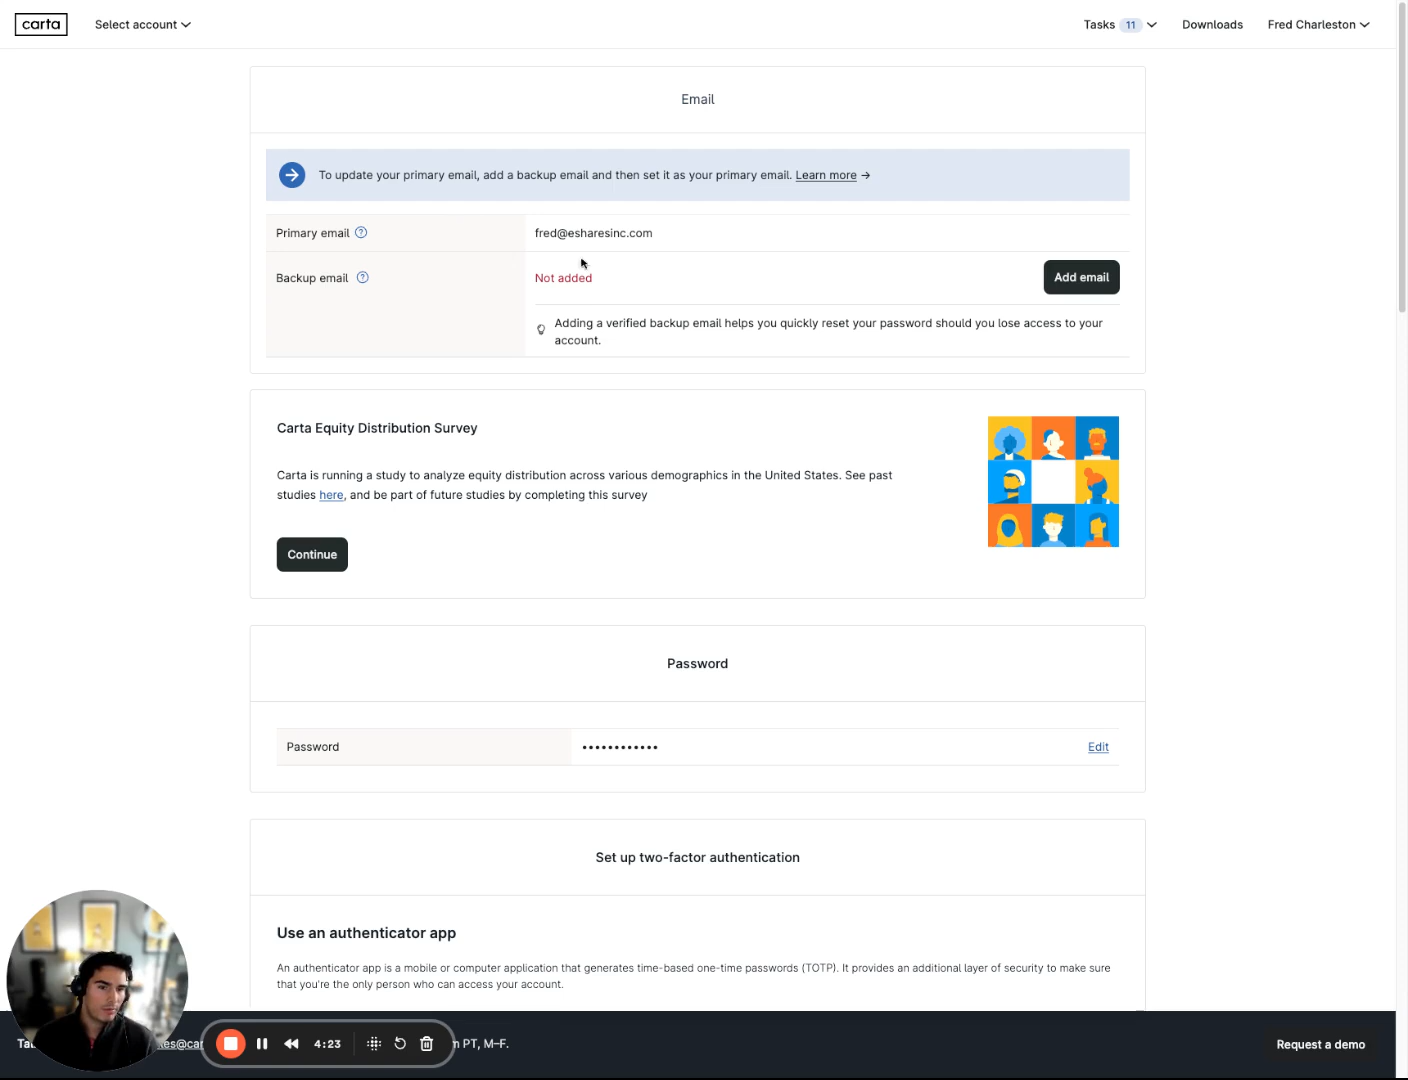 carta
Select account
Tasks 11
Downloads
Fred Charleston
Email
To update your primary email, add a backup email and then set it as your primary email. Learn more →
Primary email ?
fred@esharesinc.com
Backup email ?
Not added
Add email
Adding a verified backup email helps you quickly reset your password should you lose access to your
account.
Carta Equity Distribution Survey
Carta is running a study to analyze equity distribution across various demographics in the United States. See past
studies here, and be part of future studies by completing this survey
Continue
Password
Password
••••••••••••
Edit
Set up two-factor authentication
Use an authenticator app
An authenticator app is a mobile or computer application that generates time-based one-time passwords (TOTP). It provides an additional layer of security to make sure
that you're the only person who can access your account.
4:23
PT, M–F.
Request a demo